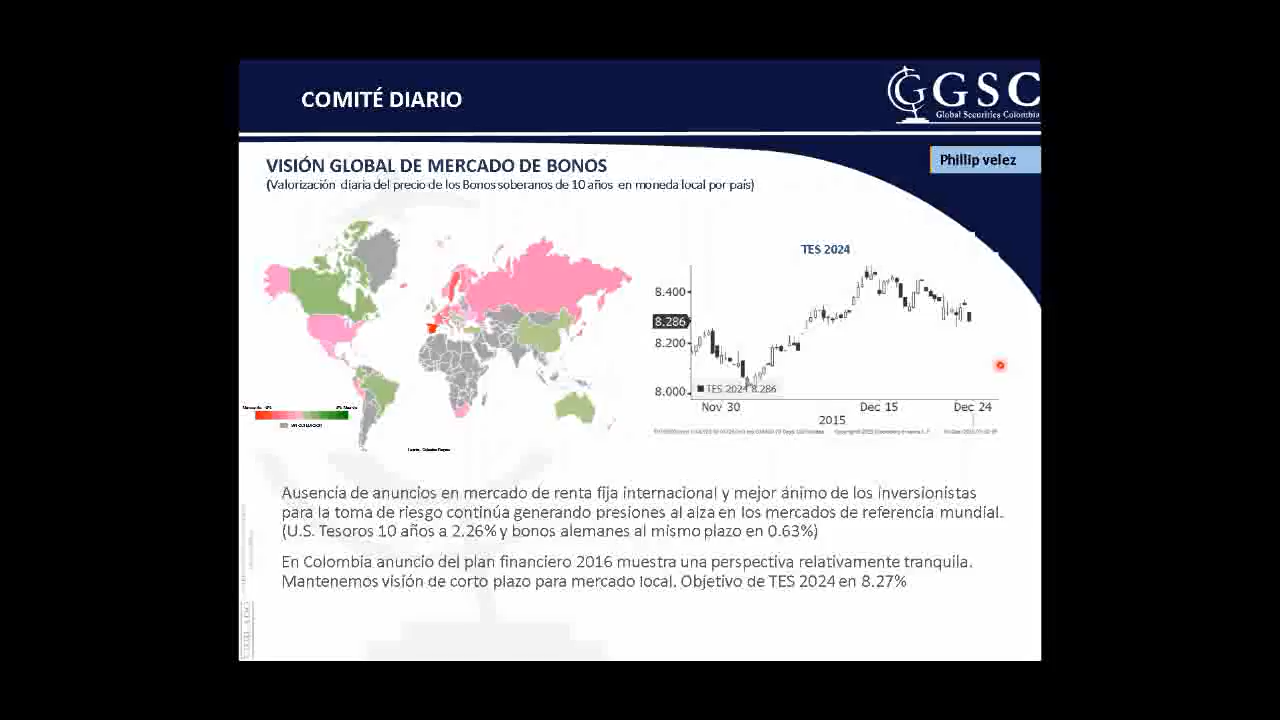 COMITÉ DIARIO
GGSC
Global Securities Colombia
Phillip velez
VISIÓN GLOBAL DE MERCADO DE BONOS
(Valorización diaria del precio de los Bonos soberanos de 10 años en moneda local por país)
TES 2024
8.400
8.286
8.200
8.000
TES 2024 8.286
Nov 30
Dec 15
Dec 24
2015
Ausencia de anuncios en mercado de renta fija internacional y mejor ánimo de los inversionistas
para la toma de riesgo continúa generando presiones al alza en los mercados de referencia mundial.
(U.S. Tesoros 10 años a 2.26% y bonos alemanes al mismo plazo en 0.63%)
En Colombia anuncio del plan financiero 2016 muestra una perspectiva relativamente tranquila.
Mantenemos visión de corto plazo para mercado local. Objetivo de TES 2024 en 8.27%